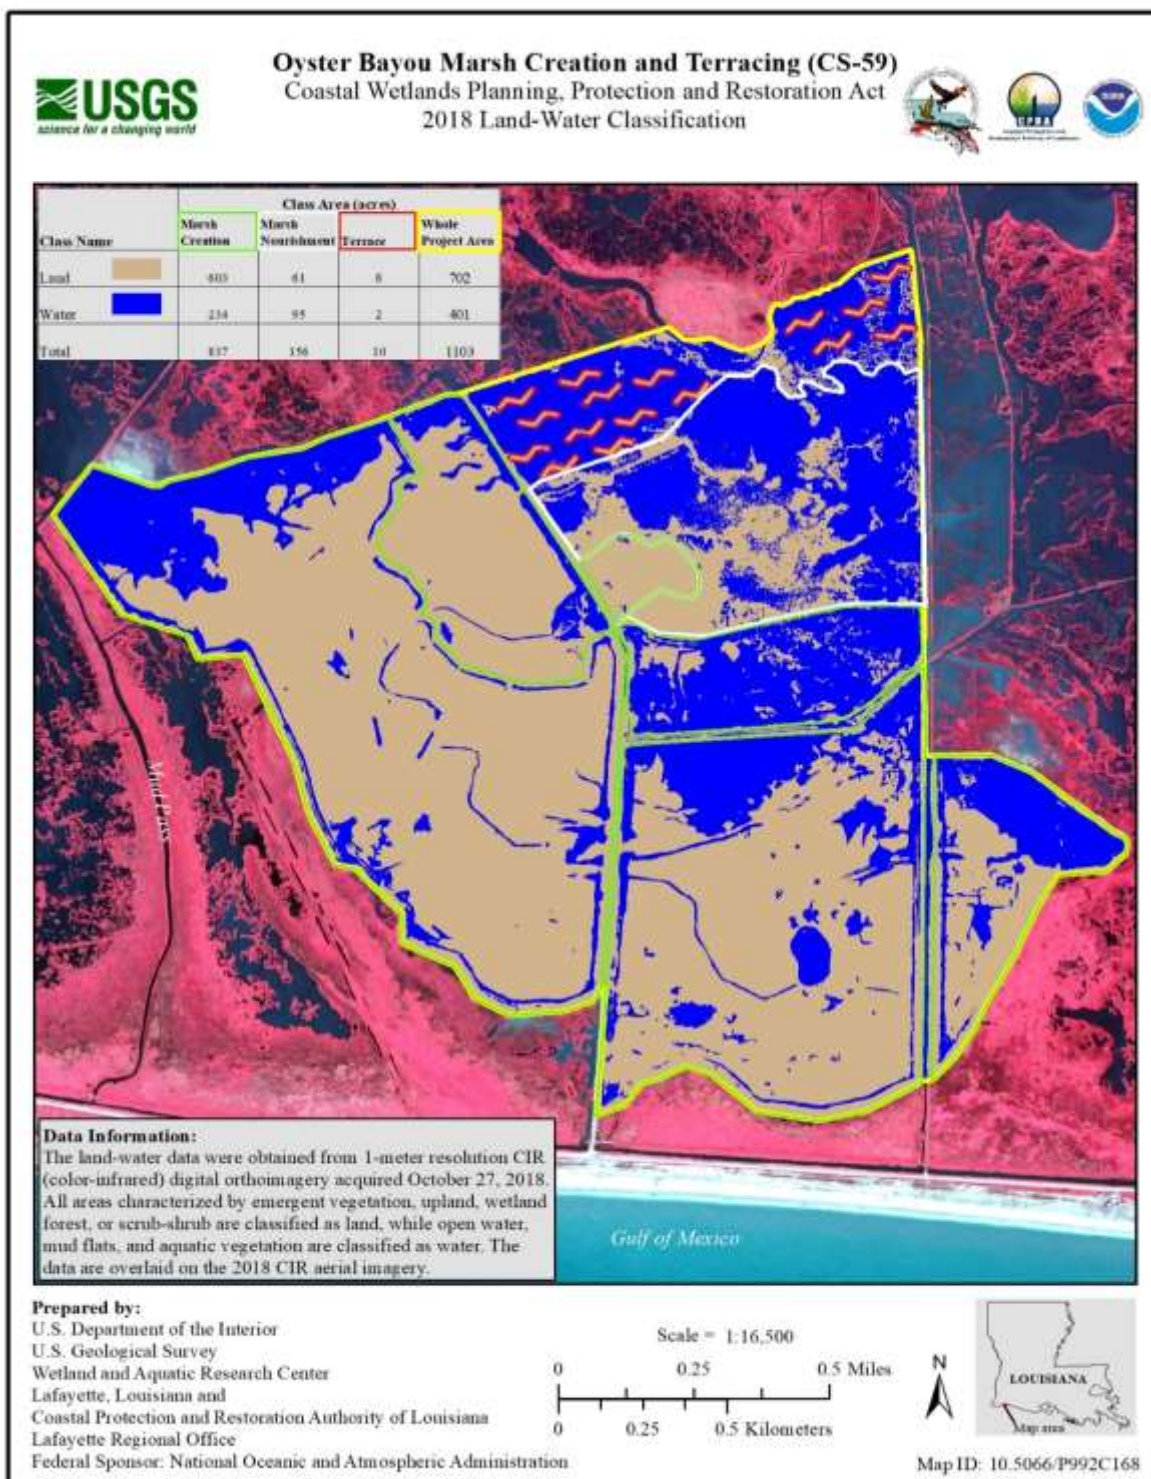 Oyster Bayou Marsh Creation and Terracing (CS-59)
Coastal Wetlands Planning, Protection and Restoration Act
2018 Land-Water Classification
USGS
science for a changing world
Class Area (acres)
Class Name
Marsh Creation
Marsh Nourishment
Terrace
Whole Project Area
Land 603 61 8 702
Water 234 95 2 401
Total 837 156 10 1103
Mud Pass
Gulf of Mexico
Data Information:
The land-water data were obtained from 1-meter resolution CIR
(color-infrared) digital orthoimagery acquired October 27, 2018.
All areas characterized by emergent vegetation, upland, wetland
forest, or scrub-shrub are classified as land, while open water,
mud flats, and aquatic vegetation are classified as water. The
data are overlaid on the 2018 CIR aerial imagery.
Prepared by:
U.S. Department of the Interior
U.S. Geological Survey
Wetland and Aquatic Research Center
Lafayette, Louisiana and
Coastal Protection and Restoration Authority of Louisiana
Lafayette Regional Office
Federal Sponsor: National Oceanic and Atmospheric Administration
Scale = 1:16,500
0 0.25 0.5 Miles
0 0.25 0.5 Kilometers
N
LOUISIANA
Map area
Map ID: 10.5066/P992C168